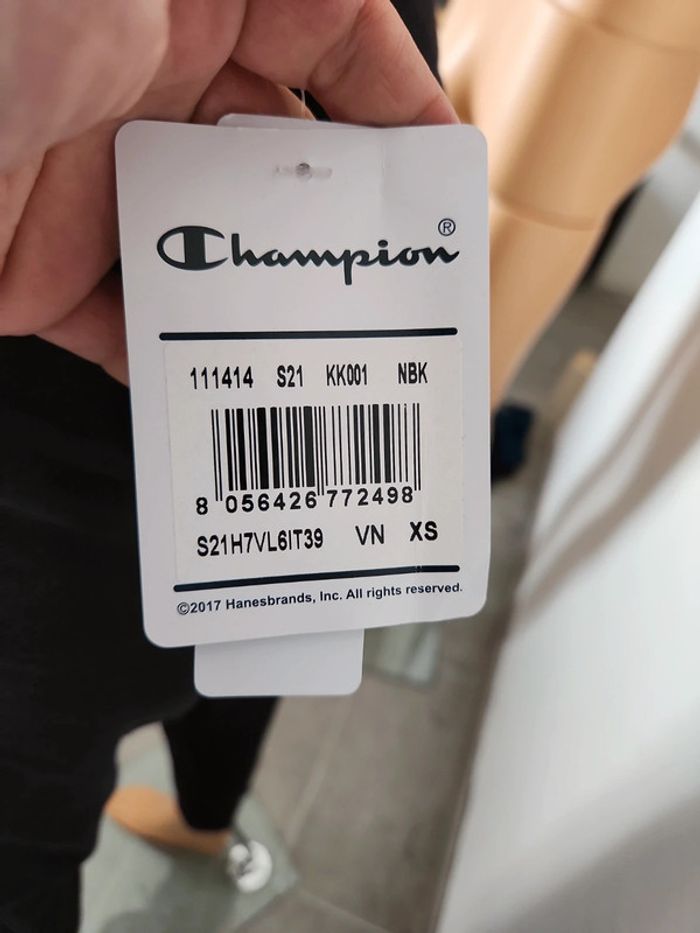 Champion®
111414 S21 KK001 NBK
8 056426 772498
S21H7VL6IT39 VN XS
©2017 Hanesbrands, Inc. All rights reserved.